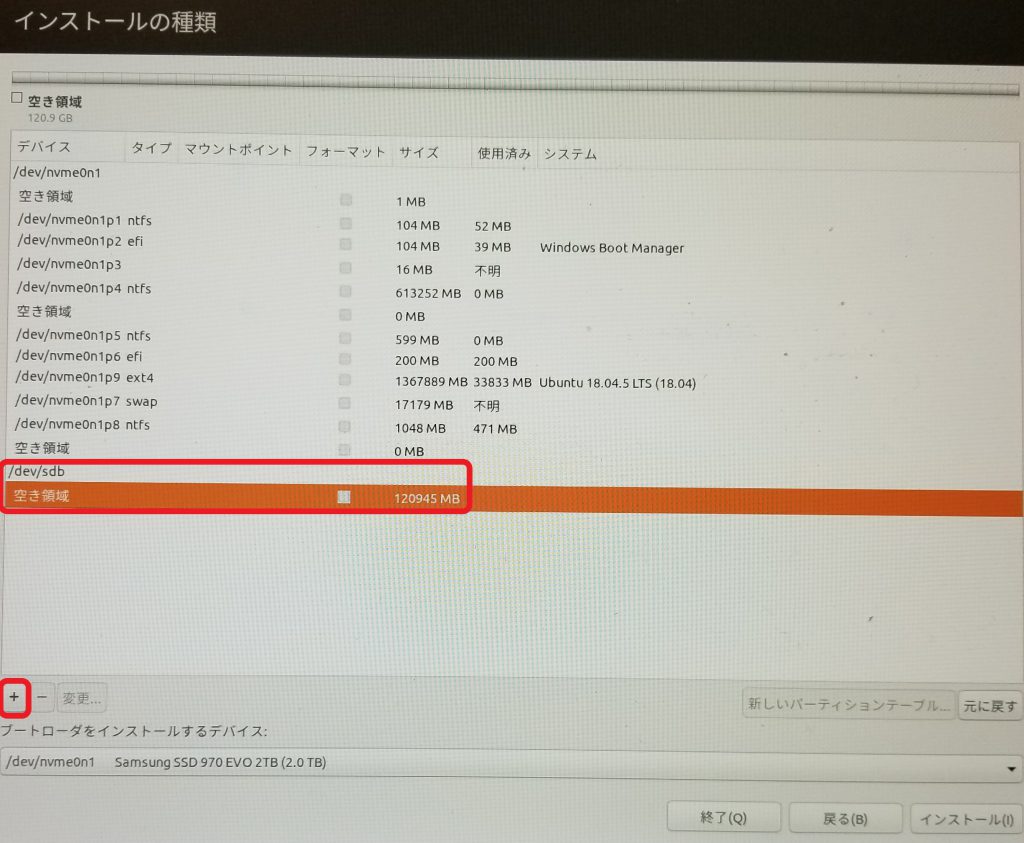 インストールの種類
空き領域
120.9 GB
デバイス タイプ マウントポイント フォーマット サイズ 使用済み システム
/dev/nvme0n1
空き領域 1 MB
/dev/nvme0n1p1 ntfs 104 MB 52 MB
/dev/nvme0n1p2 efi 104 MB 39 MB Windows Boot Manager
/dev/nvme0n1p3 16 MB 不明
/dev/nvme0n1p4 ntfs 613252 MB 0 MB
空き領域 0 MB
/dev/nvme0n1p5 ntfs 599 MB 0 MB
/dev/nvme0n1p6 efi 200 MB 200 MB
/dev/nvme0n1p9 ext4 1367889 MB 33833 MB Ubuntu 18.04.5 LTS (18.04)
/dev/nvme0n1p7 swap 17179 MB 不明
/dev/nvme0n1p8 ntfs 1048 MB 471 MB
空き領域 0 MB
/dev/sdb
空き領域 120945 MB
+ − 変更... 新しいパーティションテーブル... 元に戻す
ブートローダをインストールするデバイス:
/dev/nvme0n1 Samsung SSD 970 EVO 2TB (2.0 TB)
終了(Q) 戻る(B) インストール(I)